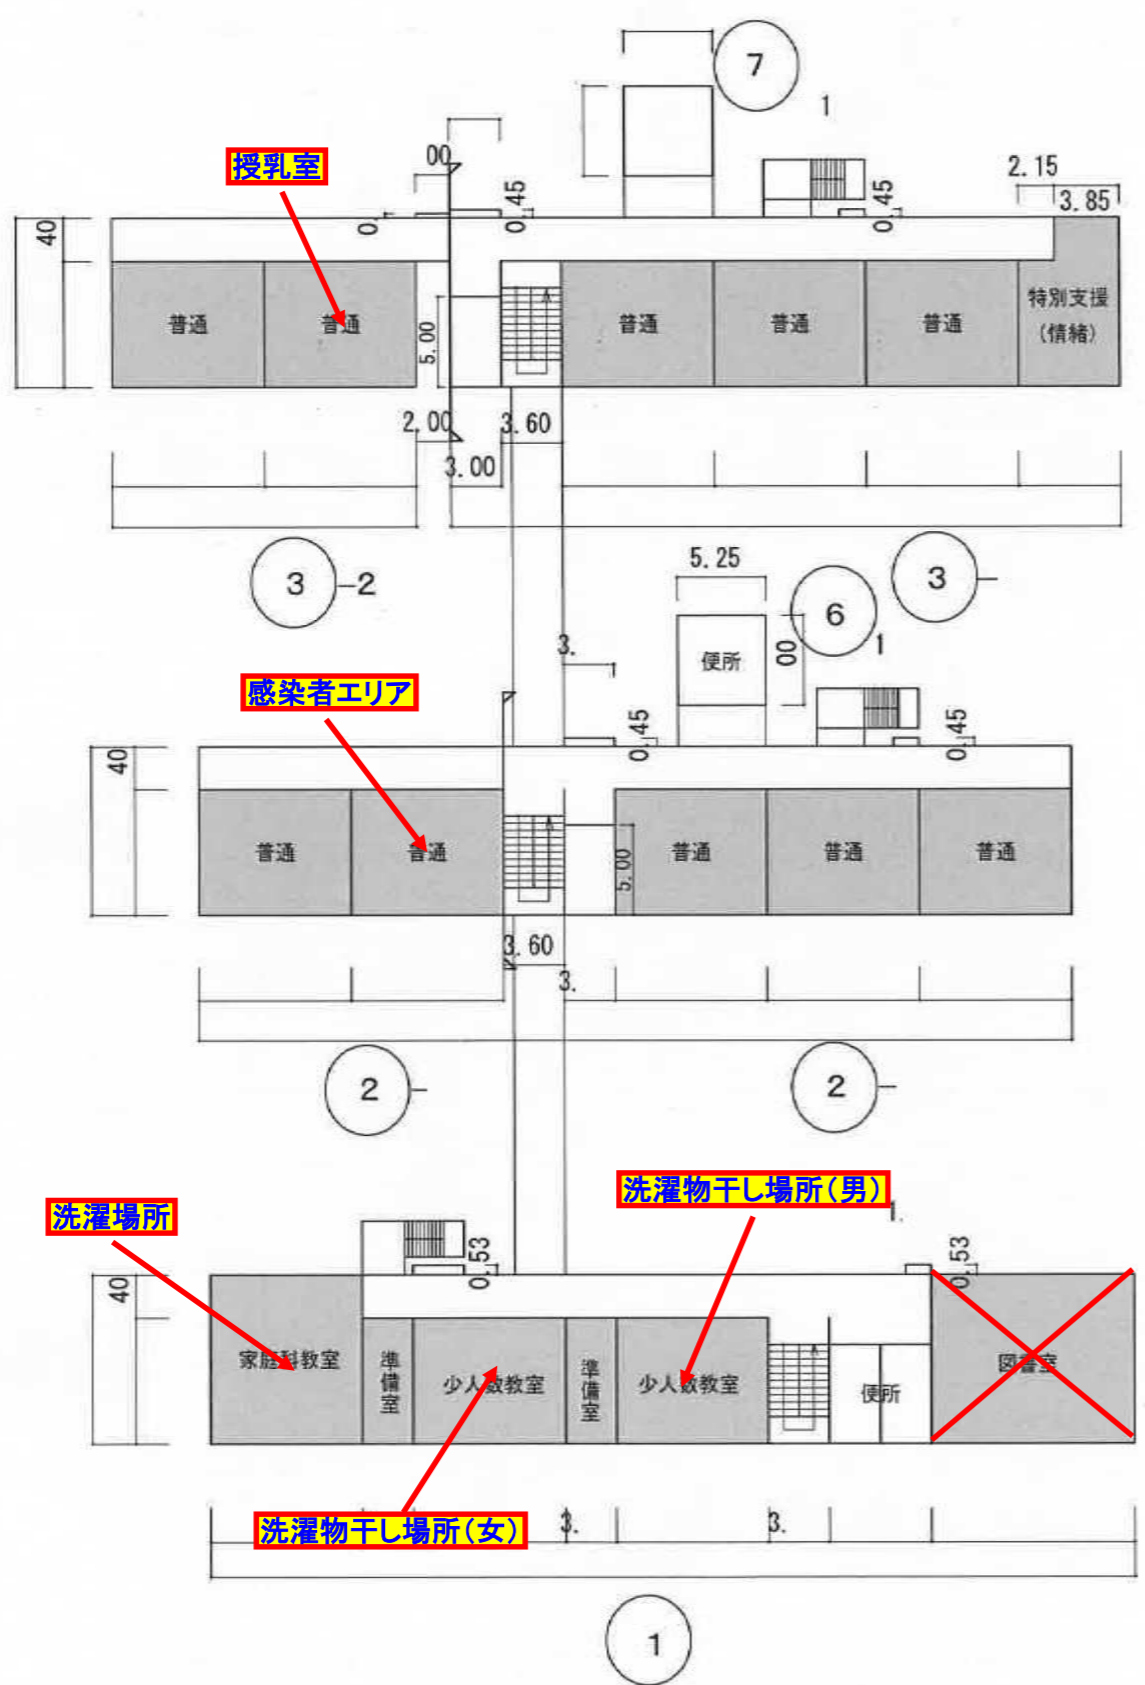 7
1
授乳室
00
2.15
3.85
0.
0.45
0.45
40
普通
普通
5.00
普通
普通
普通
特別支援
(情緒)
2.00
3.60
3.00
3
-2
5.25
6
3
-
便所
00
1
3.
感染者エリア
0.45
0.45
40
普通
普通
5.00
普通
普通
普通
3.60
3.
2
-
2
-
洗濯物干し場所(男)
洗濯場所
1.
0.53
0.53
40
家庭科教室
準備室
少人数教室
準備室
少人数教室
便所
図書室
洗濯物干し場所(女)
3.
3.
1